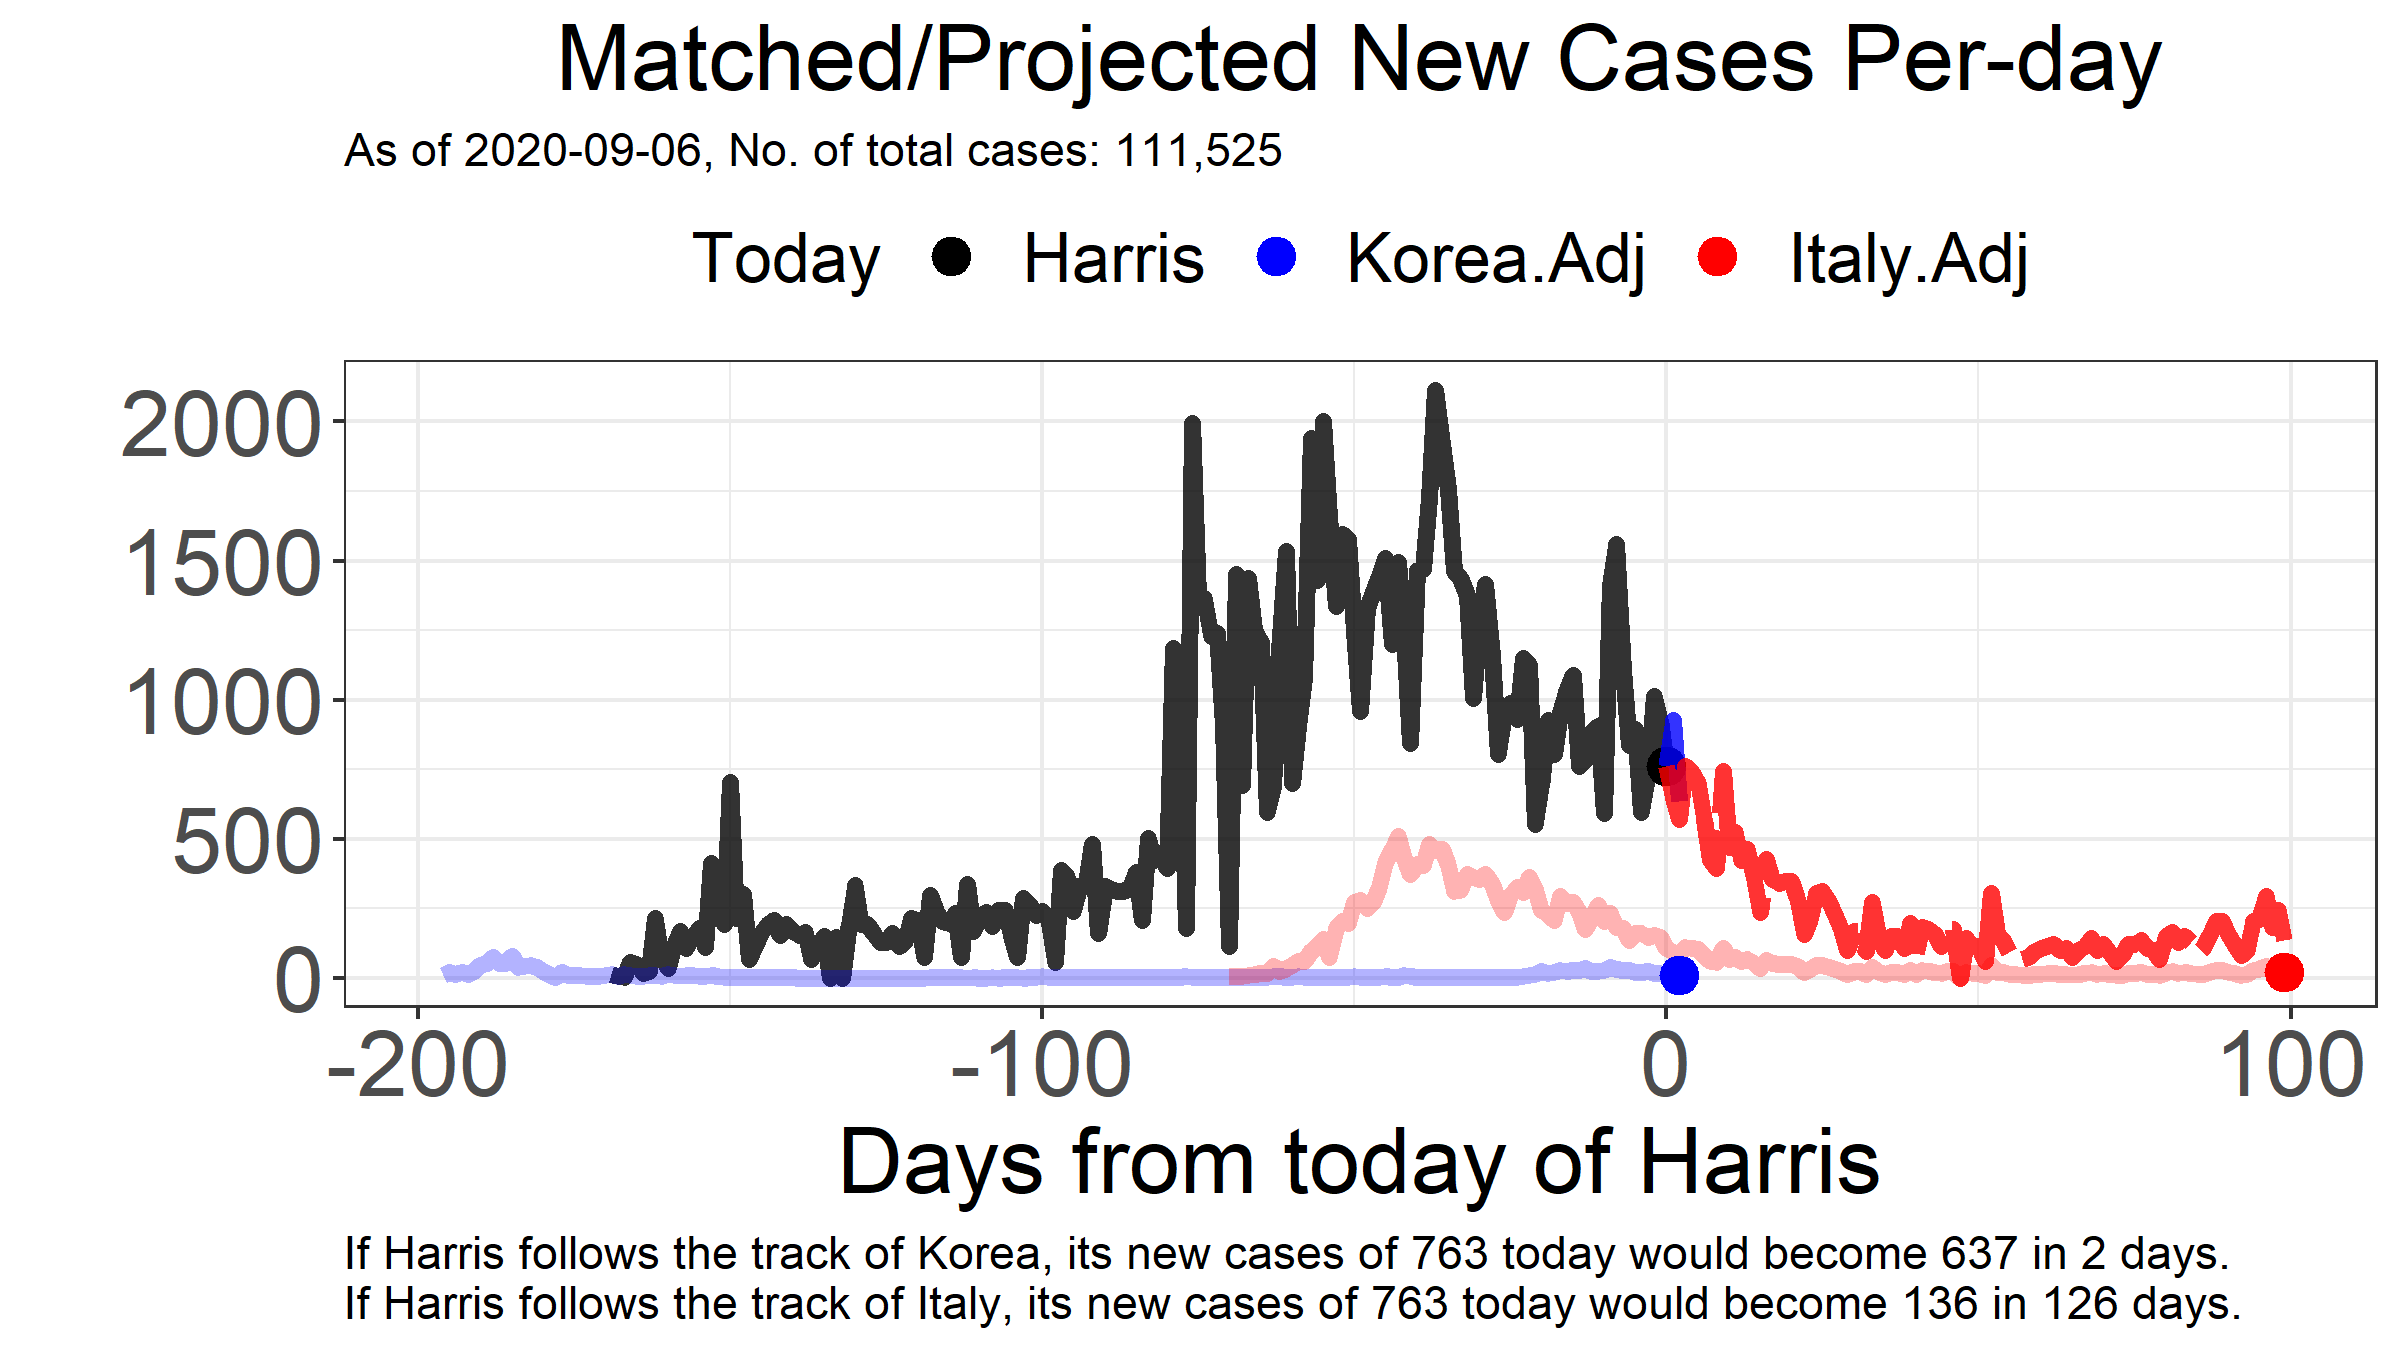 Matched/Projected New Cases Per-day
As of 2020-09-06, No. of total cases: 111,525
Today Harris Korea.Adj Italy.Adj
2000
1500
1000
500
0
-200 -100 0 100
Days from today of Harris
If Harris follows the track of Korea, its new cases of 763 today would become 637 in 2 days.
If Harris follows the track of Italy, its new cases of 763 today would become 136 in 126 days.